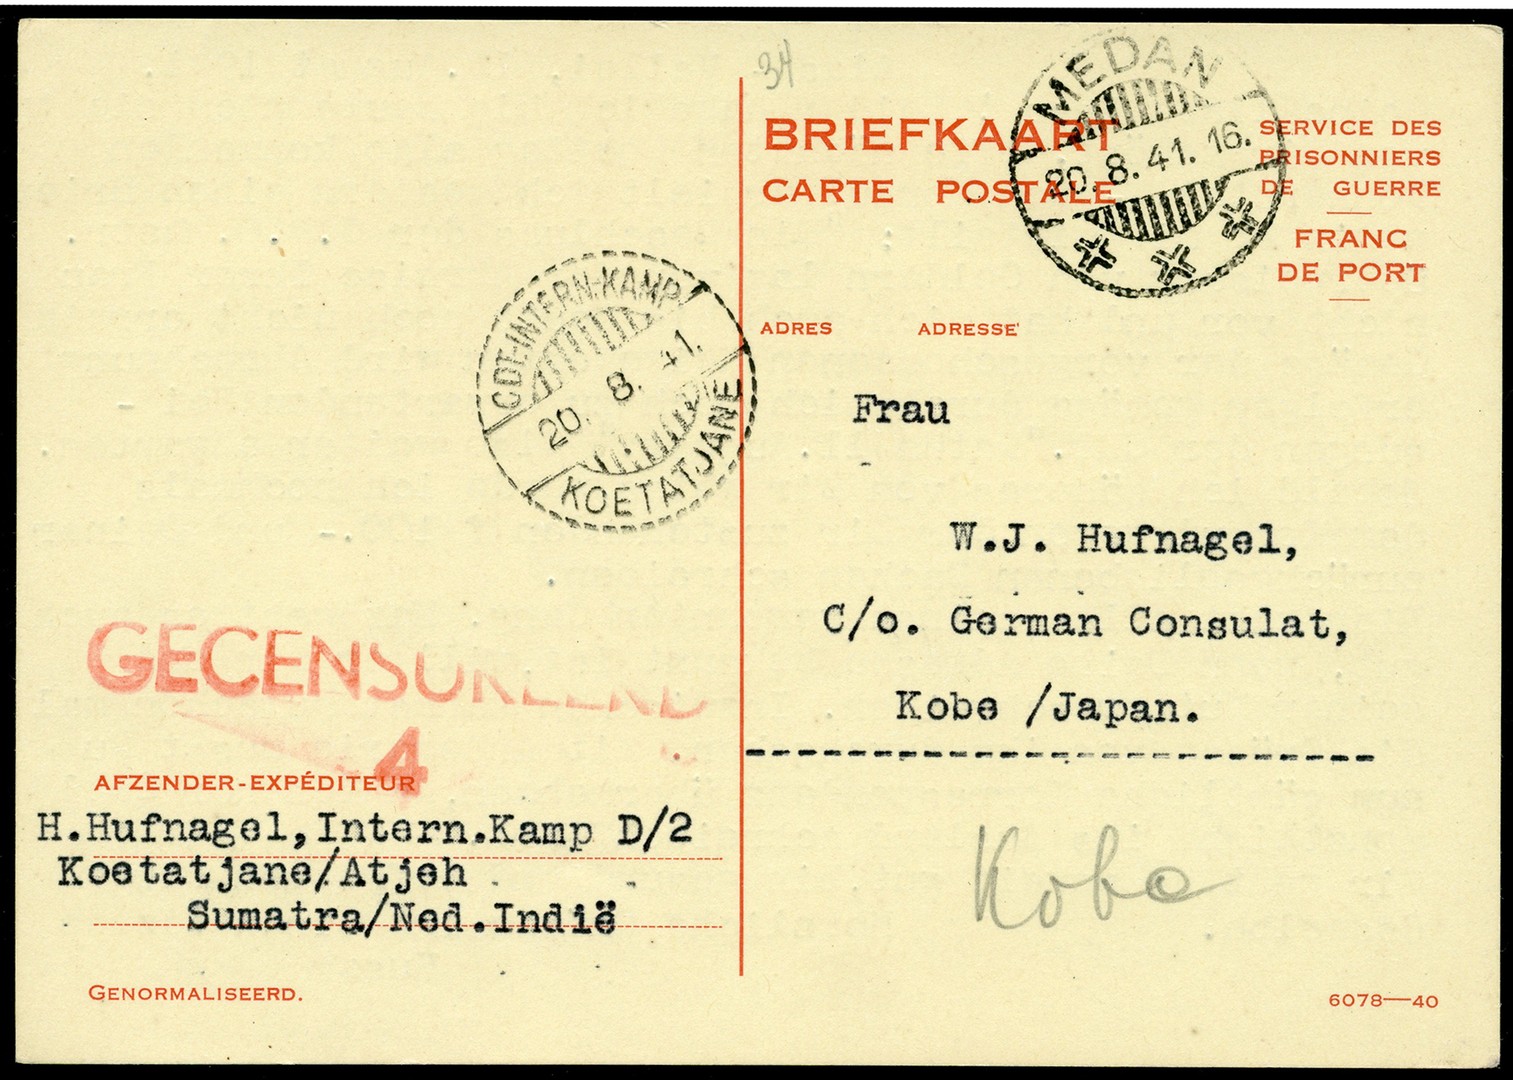 34
BRIEFKAART
CARTE POSTALE
SERVICE DES
PRISONNIERS
DE GUERRE
FRANC
DE PORT
MEDAN
20.8.41.16.
ADRES ADRESSE
CDT-INTERN-KAMP
20. 8. 41.
KOETATJANE
Frau
W.J. Hufnagel,
C/o. German Consulat,
Kobe /Japan.
Kobe
GECENSUREERD
4
AFZENDER-EXPÉDITEUR
H.Hufnagel,Intern.Kamp D/2
Koetatjane/Atjeh
Sumatra/Ned.Indië
GENORMALISEERD.
6078—40